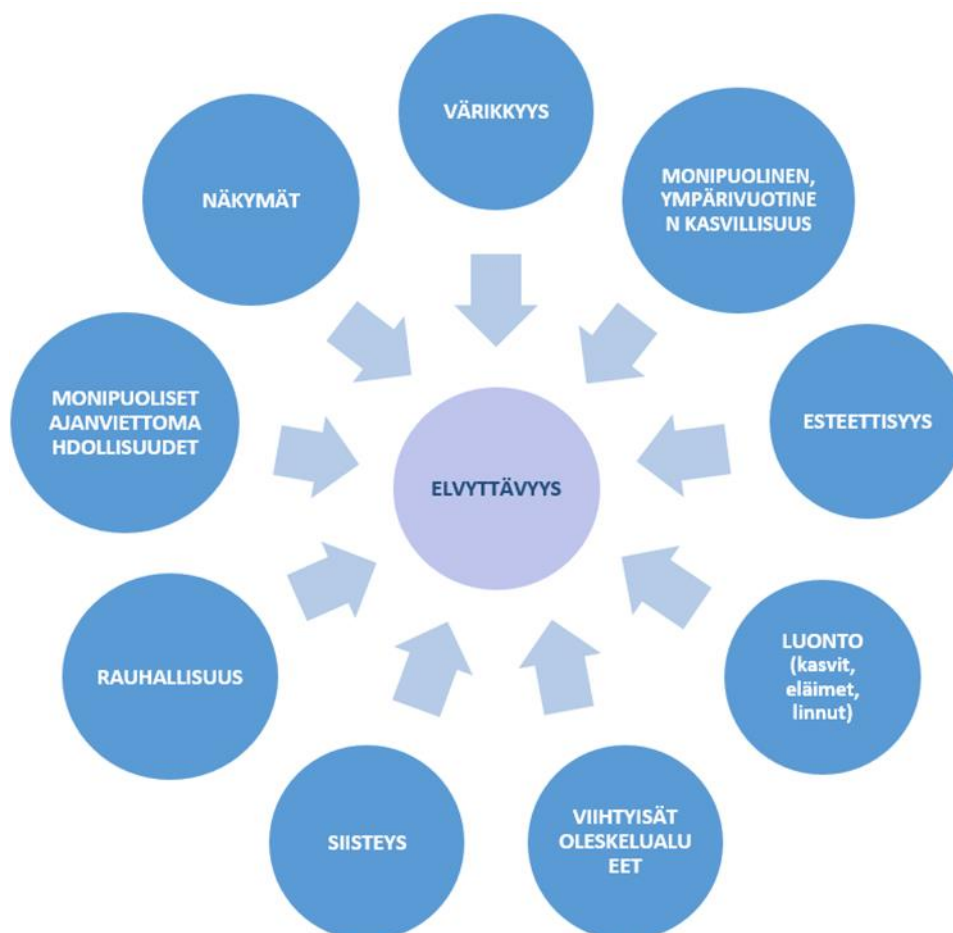 VÄRIKKYYS
MONIPUOLINEN,
YMPÄRIVUOTINE
N KASVILLISUUS
ESTEETTISYYS
LUONTO
(kasvit,
eläimet,
linnut)
VIIHTYISÄT
OLESKELUALU
EET
SIISTEYS
RAUHALLISUUS
MONIPUOLISET
AJANVIETTOMA
HDOLLISUUDET
NÄKYMÄT
ELVYTTÄVYYS